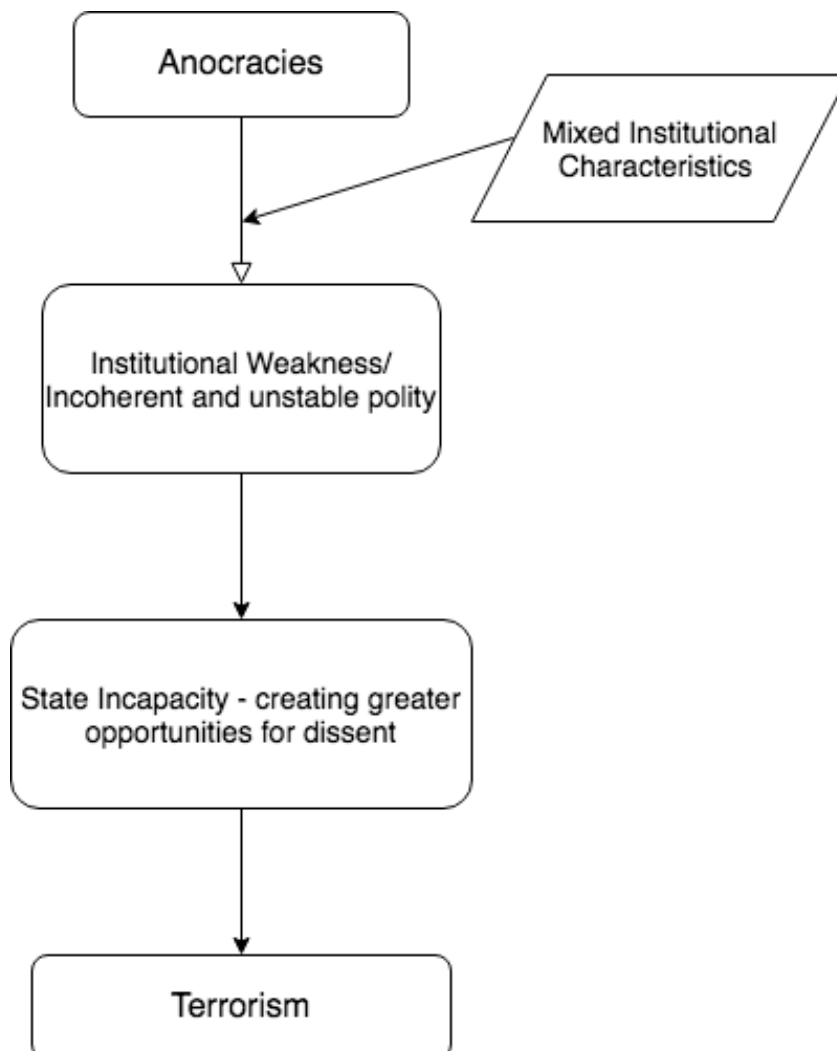 Anocracies
Mixed Institutional
Characteristics
Institutional Weakness/
Incoherent and unstable polity
State Incapacity - creating greater
opportunities for dissent
Terrorism